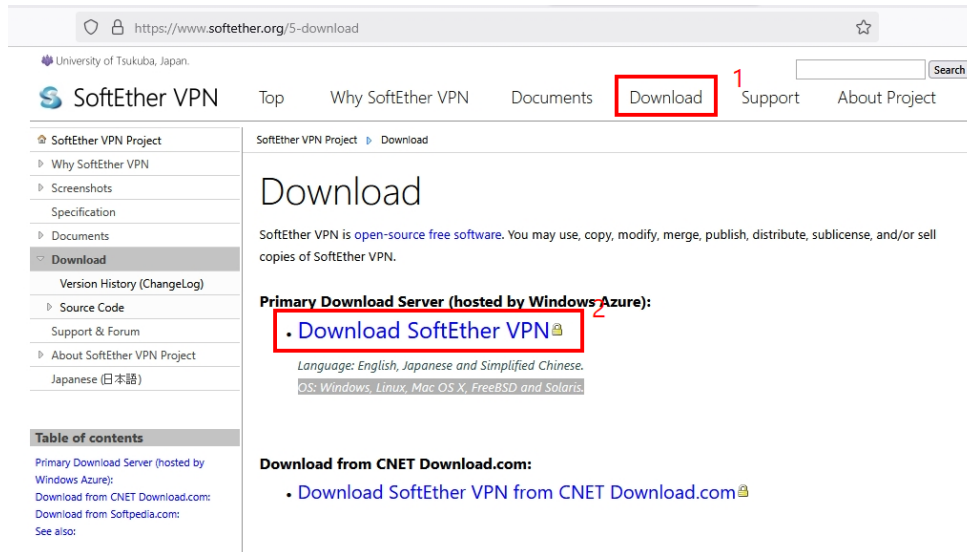 https://www.softether.org/5-download
University of Tsukuba, Japan.
Search
SoftEther VPN
Top
Why SoftEther VPN
Documents
Download
1
Support
About Project
SoftEther VPN Project
Why SoftEther VPN
Screenshots
Specification
Documents
Download
Version History (ChangeLog)
Source Code
Support & Forum
About SoftEther VPN Project
Japanese (日本語)
Table of contents
Primary Download Server (hosted by
Windows Azure):
Download from CNET Download.com:
Download from Softpedia.com:
See also:
SoftEther VPN Project Download
Download
SoftEther VPN is open-source free software. You may use, copy, modify, merge, publish, distribute, sublicense, and/or sell
copies of SoftEther VPN.
Primary Download Server (hosted by Windows Azure):
2
• Download SoftEther VPN
Language: English, Japanese and Simplified Chinese.
OS: Windows, Linux, Mac OS X, FreeBSD and Solaris.
Download from CNET Download.com:
• Download SoftEther VPN from CNET Download.com